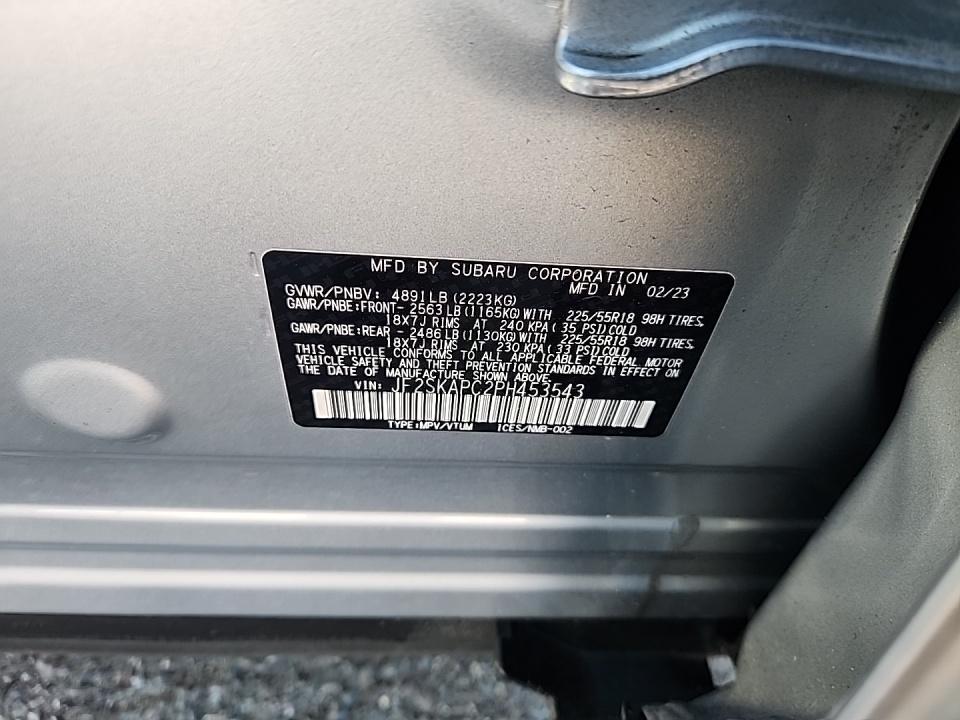 MFD BY SUBARU CORPORATION
MFD IN 02/23
GVWR/PNBV: 4891LB (2223KG)
GAWR/PNBE:FRONT- 2563LB (1165KG) WITH 225/55R18 98H TIRES,
18X7J RIMS AT 240 KPA (35 PSI) COLD
GAWR/PNBE:REAR - 2486LB (1130KG) WITH 225/55R18 98H TIRES,
18X7J RIMS AT 230 KPA (33 PSI) COLD
THIS VEHICLE CONFORMS TO ALL APPLICABLE FEDERAL MOTOR
VEHICLE SAFETY AND THEFT PREVENTION STANDARDS IN EFFECT ON
THE DATE OF MANUFACTURE SHOWN ABOVE.
VIN: JF2SKAPC2PH453543
TYPE:MPV/VTUM ICES/NMB-002